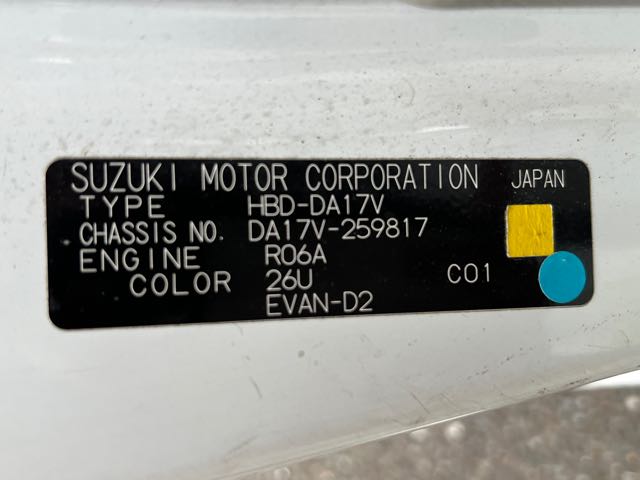 SUZUKI MOTOR CORPORATION JAPAN
TYPE HBD-DA17V
CHASSIS NO. DA17V-259817
ENGINE R06A
COLOR 26U C01
EVAN-D2